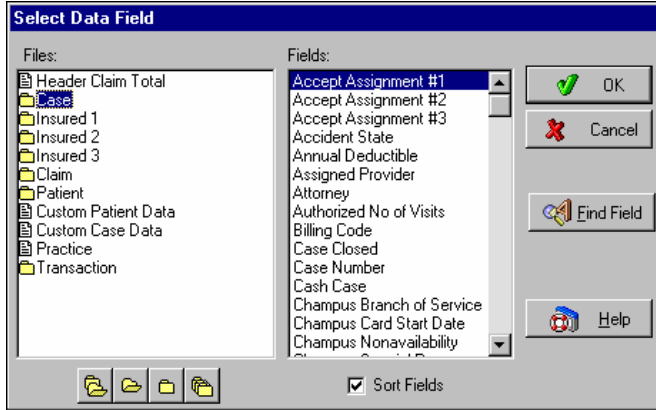 Select Data Field
Files:
Header Claim Total
Case
Insured 1
Insured 2
Insured 3
Claim
Patient
Custom Patient Data
Custom Case Data
Practice
Transaction
Fields:
Accept Assignment #1
Accept Assignment #2
Accept Assignment #3
Accident State
Annual Deductible
Assigned Provider
Attorney
Authorized No of Visits
Billing Code
Case Closed
Case Number
Cash Case
Champus Branch of Service
Champus Card Start Date
Champus Nonavailability
Sort Fields
OK
Cancel
Find Field
Help